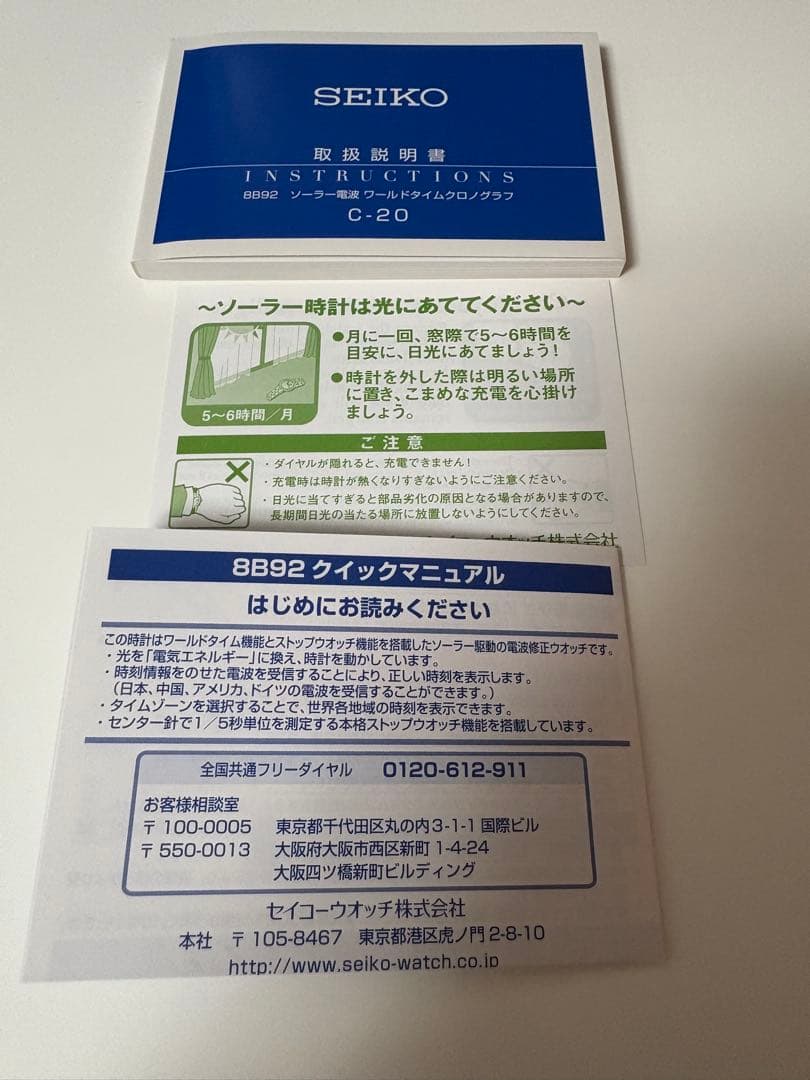 SEIKO
取扱説明書
INSTRUCTIONS
8B92 ソーラー電波 ワールドタイムクロノグラフ
C-20
～ソーラー時計は光にあててください～
●月に一回、窓際で5～6時間を
目安に、日光にあてましょう！
●時計を外した際は明るい場所
に置き、こまめな充電を心掛け
ましょう。
5～6時間／月
ご注意
・ダイヤルが隠れると、充電できません！
・充電時は時計が熱くなりすぎないようにご注意ください。
・日光に当てすぎると部品劣化の原因となる場合がありますので、
長期間日光の当たる場所に放置しないようにしてください。
ウオッチ株式会社
8B92 クイックマニュアル
はじめにお読みください
この時計はワールドタイム機能とストップウオッチ機能を搭載したソーラー駆動の電波修正ウオッチです。
・光を「電気エネルギー」に換え、時計を動かしています。
・時刻情報をのせた電波を受信することにより、正しい時刻を表示します。
（日本、中国、アメリカ、ドイツの電波を受信することができます。）
・タイムゾーンを選択することで、世界各地域の時刻を表示できます。
・センター針で1／5秒単位を測定する本格ストップウオッチ機能を搭載しています。
全国共通フリーダイヤル 0120-612-911
お客様相談室
〒100-0005 東京都千代田区丸の内3-1-1 国際ビル
〒550-0013 大阪府大阪市西区新町1-4-24
大阪四ツ橋新町ビルディング
セイコーウオッチ株式会社
本社 〒105-8467 東京都港区虎ノ門2-8-10
http://www.seiko-watch.co.jp